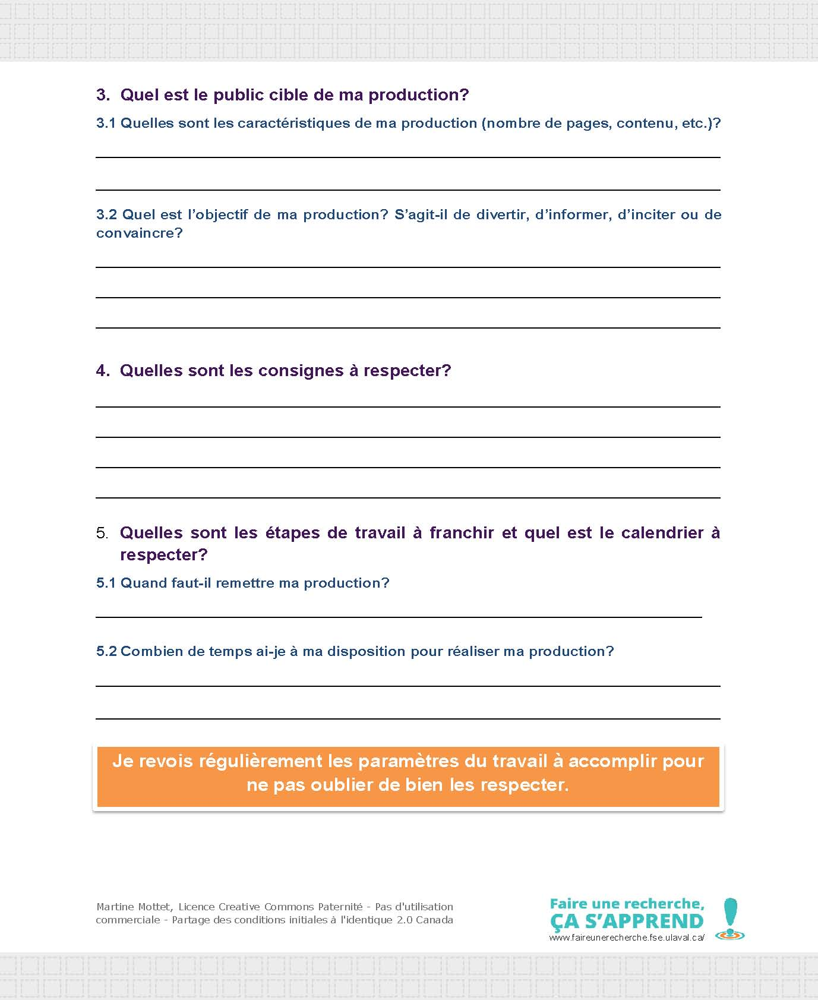 3. Quel est le public cible de ma production?
3.1 Quelles sont les caractéristiques de ma production (nombre de pages, contenu, etc.)?
3.2 Quel est l’objectif de ma production? S’agit-il de divertir, d’informer, d’inciter ou de
convaincre?
4. Quelles sont les consignes à respecter?
5. Quelles sont les étapes de travail à franchir et quel est le calendrier à
respecter?
5.1 Quand faut-il remettre ma production?
5.2 Combien de temps ai-je à ma disposition pour réaliser ma production?
Je revois régulièrement les paramètres du travail à accomplir pour
ne pas oublier de bien les respecter.
Martine Mottet, Licence Creative Commons Paternité - Pas d'utilisation
commerciale - Partage des conditions initiales à l'identique 2.0 Canada
Faire une recherche,
ÇA S’APPREND
www.faireunerecherche.fse.ulaval.ca/